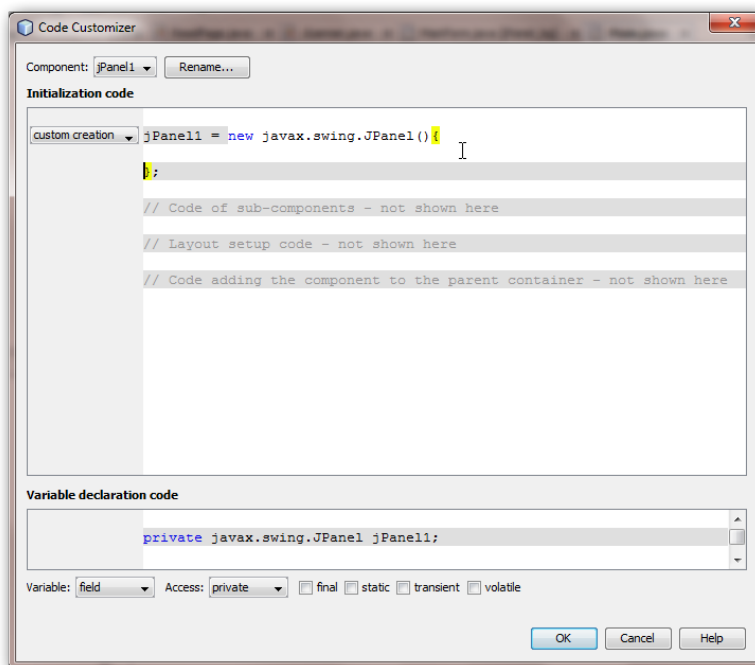 Code Customizer
Component: jPanel1 Rename...
Initialization code
custom creation jPanel1 = new javax.swing.JPanel(){
};
// Code of sub-components - not shown here
// Layout setup code - not shown here
// Code adding the component to the parent container - not shown here
Variable declaration code
private javax.swing.JPanel jPanel1;
Variable: field Access: private final static transient volatile
OK Cancel Help